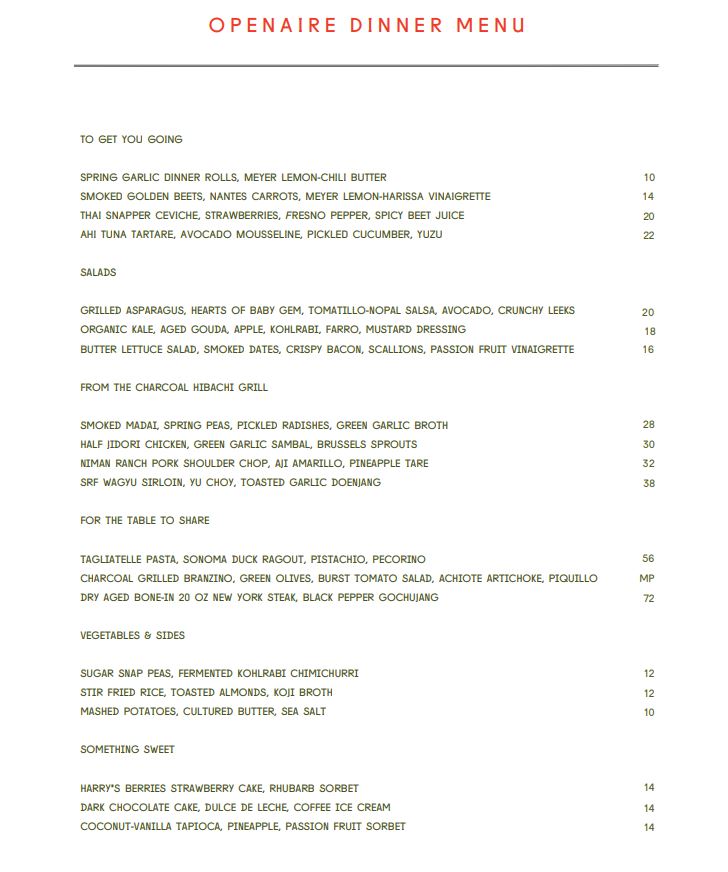 OPENAIRE DINNER MENU
TO GET YOU GOING
SPRING GARLIC DINNER ROLLS, MEYER LEMON-CHILI BUTTER 10
SMOKED GOLDEN BEETS, NANTES CARROTS, MEYER LEMON-HARISSA VINAIGRETTE 14
THAI SNAPPER CEVICHE, STRAWBERRIES, FRESNO PEPPER, SPICY BEET JUICE 20
AHI TUNA TARTARE, AVOCADO MOUSSELINE, PICKLED CUCUMBER, YUZU 22
SALADS
GRILLED ASPARAGUS, HEARTS OF BABY GEM, TOMATILLO-NOPAL SALSA, AVOCADO, CRUNCHY LEEKS 20
ORGANIC KALE, AGED GOUDA, APPLE, KOHLRABI, FARRO, MUSTARD DRESSING 18
BUTTER LETTUCE SALAD, SMOKED DATES, CRISPY BACON, SCALLIONS, PASSION FRUIT VINAIGRETTE 16
FROM THE CHARCOAL HIBACHI GRILL
SMOKED MADAI, SPRING PEAS, PICKLED RADISHES, GREEN GARLIC BROTH 28
HALF JIDORI CHICKEN, GREEN GARLIC SAMBAL, BRUSSELS SPROUTS 30
NIMAN RANCH PORK SHOULDER CHOP, AJI AMARILLO, PINEAPPLE TARE 32
SRF WAGYU SIRLOIN, YU CHOY, TOASTED GARLIC DOENJANG 38
FOR THE TABLE TO SHARE
TAGLIATELLE PASTA, SONOMA DUCK RAGOUT, PISTACHIO, PECORINO 56
CHARCOAL GRILLED BRANZINO, GREEN OLIVES, BURST TOMATO SALAD, ACHIOTE ARTICHOKE, PIQUILLO MP
DRY AGED BONE-IN 20 OZ NEW YORK STEAK, BLACK PEPPER GOCHUJANG 72
VEGETABLES & SIDES
SUGAR SNAP PEAS, FERMENTED KOHLRABI CHIMICHURRI 12
STIR FRIED RICE, TOASTED ALMONDS, KOJI BROTH 12
MASHED POTATOES, CULTURED BUTTER, SEA SALT 10
SOMETHING SWEET
HARRY"S BERRIES STRAWBERRY CAKE, RHUBARB SORBET 14
DARK CHOCOLATE CAKE, DULCE DE LECHE, COFFEE ICE CREAM 14
COCONUT-VANILLA TAPIOCA, PINEAPPLE, PASSION FRUIT SORBET 14